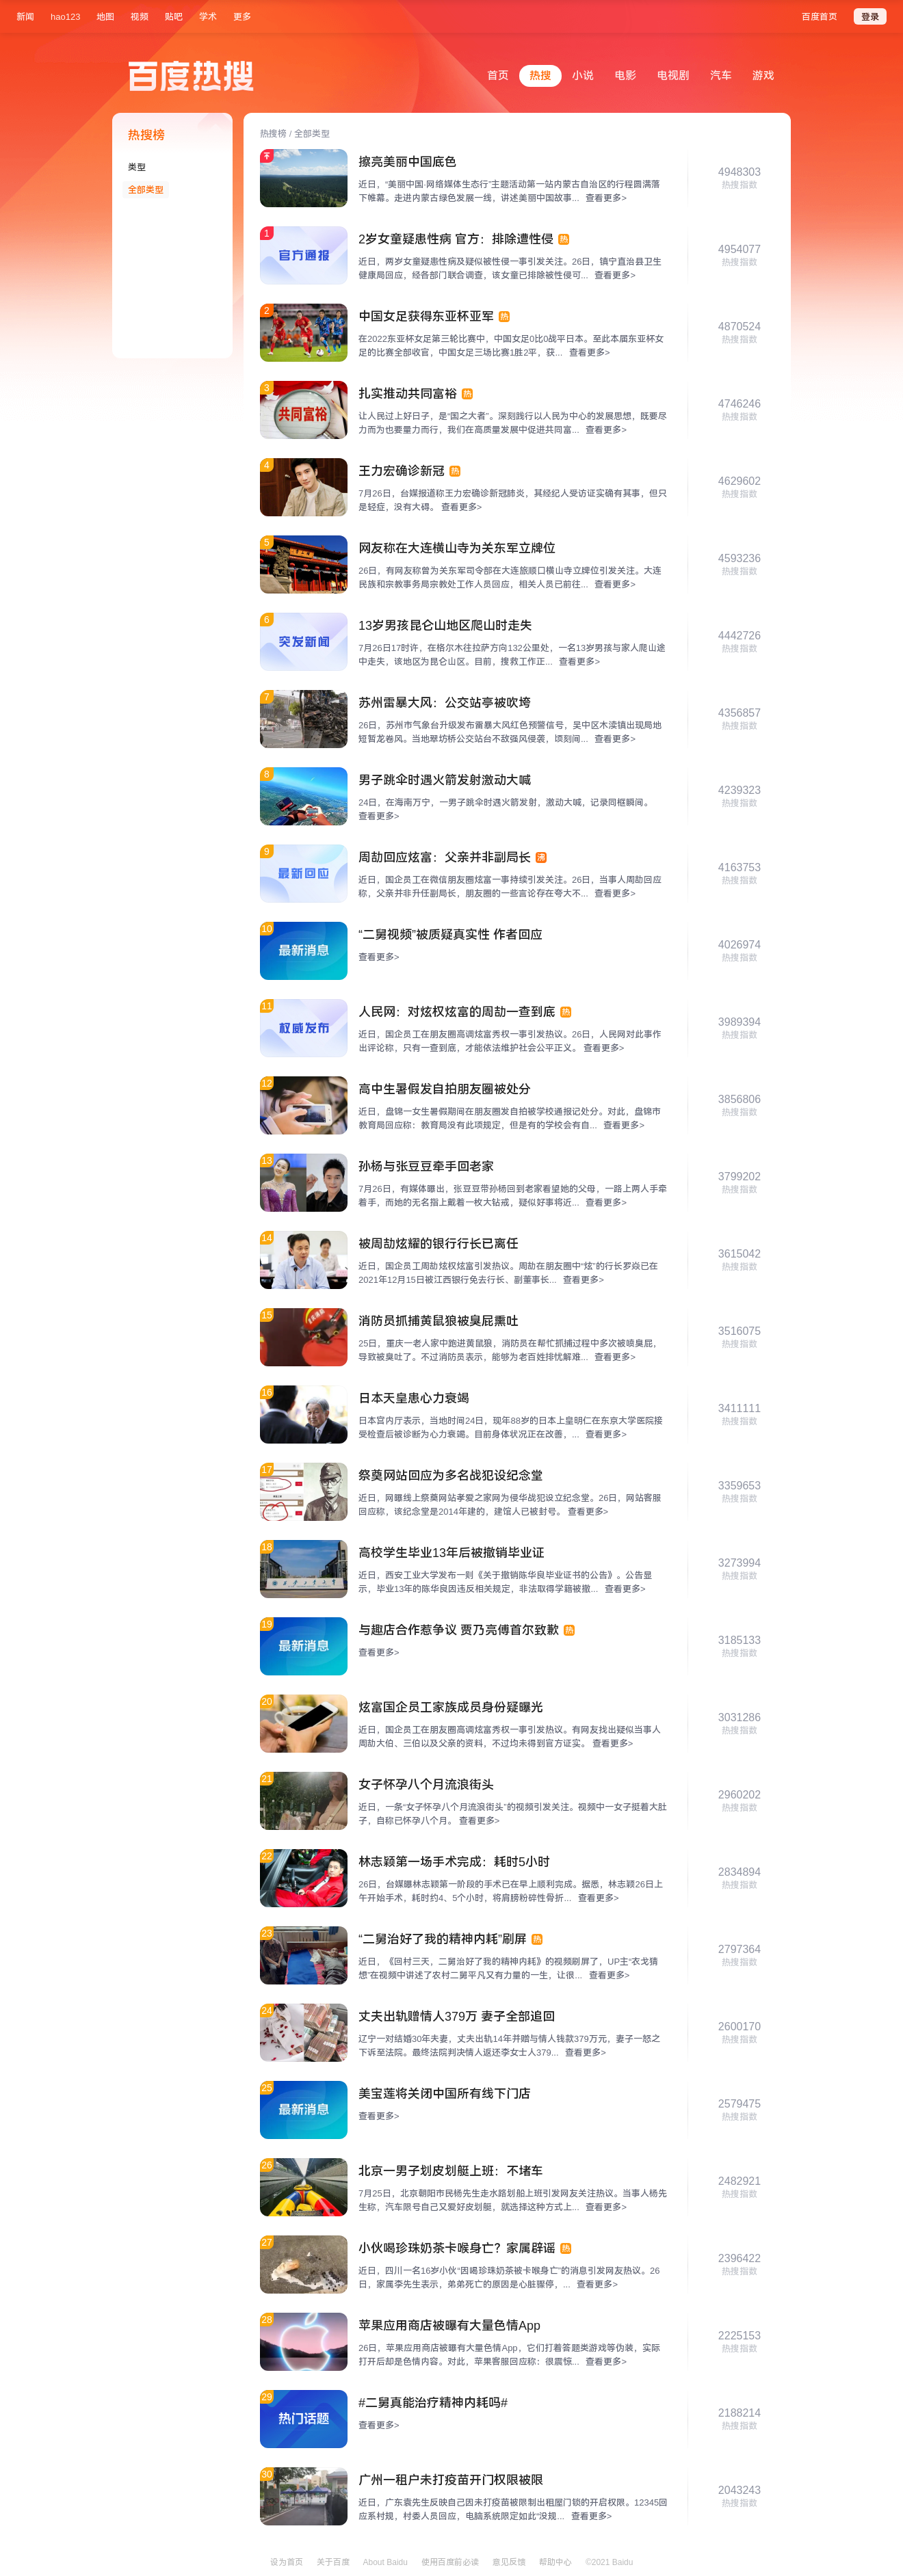 新闻 hao123 地图 视频 贴吧 学术 更多 百度首页 登录
百度热搜 首页 热搜 小说 电影 电视剧 汽车 游戏
热搜榜
类型
全部类型
热搜榜 / 全部类型
擦亮美丽中国底色
近日，“美丽中国·网络媒体生态行”主题活动第一站内蒙古自治区的行程圆满落
下帷幕。走进内蒙古绿色发展一线，讲述美丽中国故事... 查看更多>
4948303
热搜指数
1
官方通报
2岁女童疑患性病 官方：排除遭性侵 热
近日，两岁女童疑患性病及疑似被性侵一事引发关注。26日，镇宁直治县卫生
健康局回应，经各部门联合调查，该女童已排除被性侵可... 查看更多>
4954077
热搜指数
2
中国女足获得东亚杯亚军 热
在2022东亚杯女足第三轮比赛中，中国女足0比0战平日本。至此本届东亚杯女
足的比赛全部收官，中国女足三场比赛1胜2平，获... 查看更多>
4870524
热搜指数
3
共同富裕
扎实推动共同富裕 热
让人民过上好日子，是“国之大者”。深刻践行以人民为中心的发展思想，既要尽
力而为也要量力而行，我们在高质量发展中促进共同富... 查看更多>
4746246
热搜指数
4
王力宏确诊新冠 热
7月26日，台媒报道称王力宏确诊新冠肺炎，其经纪人受访证实确有其事，但只
是轻症，没有大碍。 查看更多>
4629602
热搜指数
5
网友称在大连横山寺为关东军立牌位
26日，有网友称曾为关东军司令部在大连旅顺口横山寺立牌位引发关注。大连
民族和宗教事务局宗教处工作人员回应，相关人员已前往... 查看更多>
4593236
热搜指数
6
突发新闻
13岁男孩昆仑山地区爬山时走失
7月26日17时许，在格尔木往拉萨方向132公里处，一名13岁男孩与家人爬山途
中走失，该地区为昆仑山区。目前，搜救工作正... 查看更多>
4442726
热搜指数
7
苏州雷暴大风：公交站亭被吹垮
26日，苏州市气象台升级发布雷暴大风红色预警信号，吴中区木渎镇出现局地
短暂龙卷风。当地翠坊桥公交站台不敌强风侵袭，顷刻间... 查看更多>
4356857
热搜指数
8
男子跳伞时遇火箭发射激动大喊
24日，在海南万宁，一男子跳伞时遇火箭发射，激动大喊，记录同框瞬间。
查看更多>
4239323
热搜指数
9
最新回应
周劼回应炫富：父亲并非副局长 沸
近日，国企员工在微信朋友圈炫富一事持续引发关注。26日，当事人周劼回应
称，父亲并非升任副局长，朋友圈的一些言论存在夸大不... 查看更多>
4163753
热搜指数
10
最新消息
“二舅视频”被质疑真实性 作者回应
查看更多>
4026974
热搜指数
11
权威发布
人民网：对炫权炫富的周劼一查到底 热
近日，国企员工在朋友圈高调炫富秀权一事引发热议。26日，人民网对此事作
出评论称，只有一查到底，才能依法维护社会公平正义。 查看更多>
3989394
热搜指数
12
高中生暑假发自拍朋友圈被处分
近日，盘锦一女生暑假期间在朋友圈发自拍被学校通报记处分。对此，盘锦市
教育局回应称：教育局没有此项规定，但是有的学校会有自... 查看更多>
3856806
热搜指数
13
孙杨与张豆豆牵手回老家
7月26日，有媒体曝出，张豆豆带孙杨回到老家看望她的父母，一路上两人手牵
着手，而她的无名指上戴着一枚大钻戒，疑似好事将近... 查看更多>
3799202
热搜指数
14
被周劼炫耀的银行行长已离任
近日，国企员工周劼炫权炫富引发热议。周劼在朋友圈中“炫”的行长罗焱已在
2021年12月15日被江西银行免去行长、副董事长... 查看更多>
3615042
热搜指数
15
消防员抓捕黄鼠狼被臭屁熏吐
25日，重庆一老人家中跑进黄鼠狼，消防员在帮忙抓捕过程中多次被喷臭屁，
导致被臭吐了。不过消防员表示，能够为老百姓排忧解难... 查看更多>
3516075
热搜指数
16
日本天皇患心力衰竭
日本宫内厅表示，当地时间24日，现年88岁的日本上皇明仁在东京大学医院接
受检查后被诊断为心力衰竭。目前身体状况正在改善，... 查看更多>
3411111
热搜指数
17
祭奠网站回应为多名战犯设纪念堂
近日，网曝线上祭奠网站孝爱之家网为侵华战犯设立纪念堂。26日，网站客服
回应称，该纪念堂是2014年建的，建馆人已被封号。 查看更多>
3359653
热搜指数
18
高校学生毕业13年后被撤销毕业证
近日，西安工业大学发布一则《关于撤销陈华良毕业证书的公告》。公告显
示，毕业13年的陈华良因违反相关规定，非法取得学籍被撤... 查看更多>
3273994
热搜指数
19
最新消息
与趣店合作惹争议 贾乃亮傅首尔致歉 热
查看更多>
3185133
热搜指数
20
炫富国企员工家族成员身份疑曝光
近日，国企员工在朋友圈高调炫富秀权一事引发热议。有网友找出疑似当事人
周劼大伯、三伯以及父亲的资料，不过均未得到官方证实。 查看更多>
3031286
热搜指数
21
女子怀孕八个月流浪街头
近日，一条“女子怀孕八个月流浪街头”的视频引发关注。视频中一女子挺着大肚
子，自称已怀孕八个月。 查看更多>
2960202
热搜指数
22
林志颖第一场手术完成：耗时5小时
26日，台媒曝林志颖第一阶段的手术已在早上顺利完成。据悉，林志颖26日上
午开始手术，耗时约4、5个小时，将肩膀粉碎性骨折... 查看更多>
2834894
热搜指数
23
“二舅治好了我的精神内耗”刷屏 热
近日，《回村三天，二舅治好了我的精神内耗》的视频刷屏了，UP主“衣戈猜
想”在视频中讲述了农村二舅平凡又有力量的一生，让很... 查看更多>
2797364
热搜指数
24
丈夫出轨赠情人379万 妻子全部追回
辽宁一对结婚30年夫妻，丈夫出轨14年并赠与情人钱款379万元，妻子一怒之
下诉至法院。最终法院判决情人返还李女士人379... 查看更多>
2600170
热搜指数
25
最新消息
美宝莲将关闭中国所有线下门店
查看更多>
2579475
热搜指数
26
北京一男子划皮划艇上班：不堵车
7月25日，北京朝阳市民杨先生走水路划船上班引发网友关注热议。当事人杨先
生称，汽车限号自己又爱好皮划艇，就选择这种方式上... 查看更多>
2482921
热搜指数
27
小伙喝珍珠奶茶卡喉身亡？家属辟谣 热
近日，四川一名16岁小伙“因喝珍珠奶茶被卡喉身亡”的消息引发网友热议。26
日，家属李先生表示，弟弟死亡的原因是心脏骤停，... 查看更多>
2396422
热搜指数
28
苹果应用商店被曝有大量色情App
26日，苹果应用商店被曝有大量色情App，它们打着答题类游戏等伪装，实际
打开后却是色情内容。对此，苹果客服回应称：很震惊... 查看更多>
2225153
热搜指数
29
热门话题
#二舅真能治疗精神内耗吗#
查看更多>
2188214
热搜指数
30
广州一租户未打疫苗开门权限被限
近日，广东袁先生反映自己因未打疫苗被限制出租屋门锁的开启权限。12345回
应系村规，村委人员回应，电脑系统限定如此“没规... 查看更多>
2043243
热搜指数
设为首页 关于百度 About Baidu 使用百度前必读 意见反馈 帮助中心 ©2021 Baidu